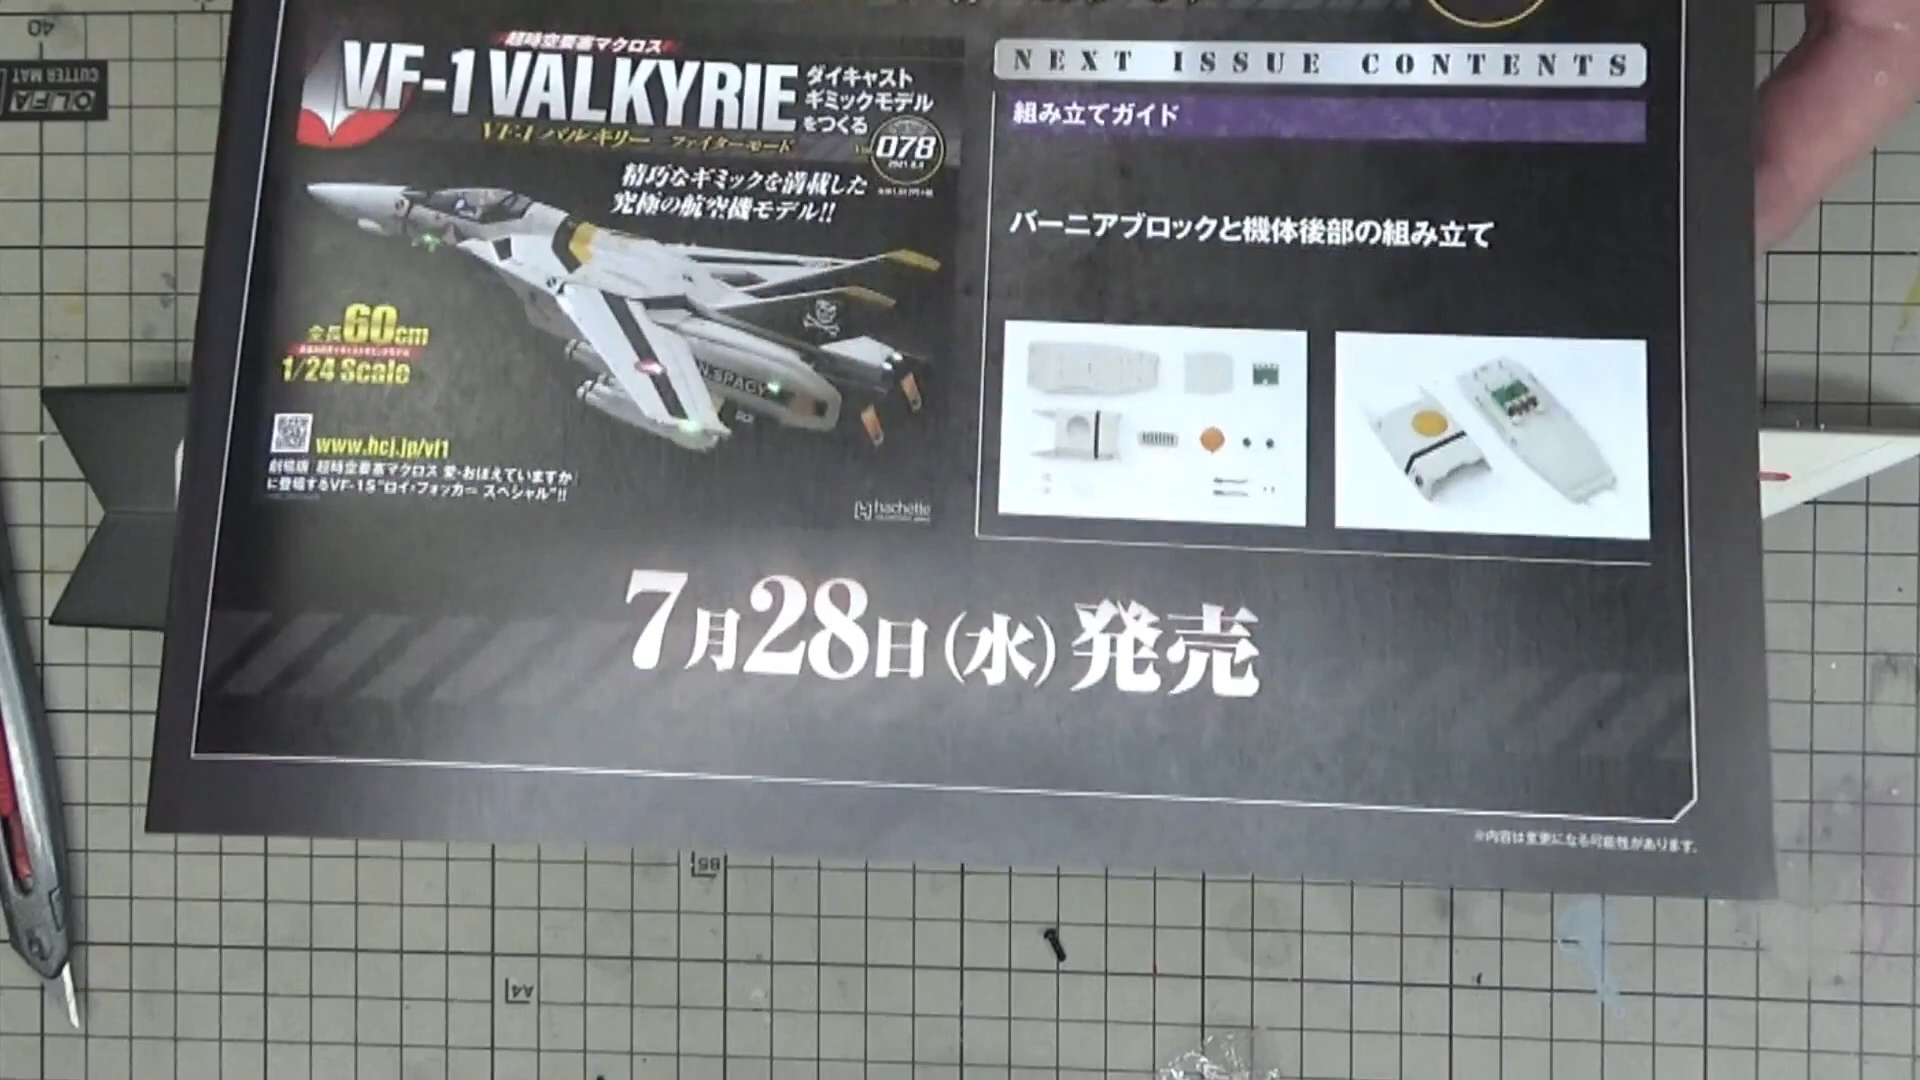 超時空要塞マクロス
VF-1 VALKYRIE
ダイキャスト
ギミックモデル
をつくる
VF-1 バルキリー ファイターモード
078
精巧なギミックを満載した
究極の航空機モデル!!
全長60cm
1/24 Scale
www.hcj.jp/vf1
劇場版 超時空要塞マクロス 愛・おぼえていますか
に登場するVF-1S“ロイ・フォッカー スペシャル”!!
hachette
NEXT ISSUE CONTENTS
組み立てガイド
バーニアブロックと機体後部の組み立て
7月28日(水)発売
※内容は変更になる可能性があります。
40
CUTTER MAT
OLFA
B5
A4